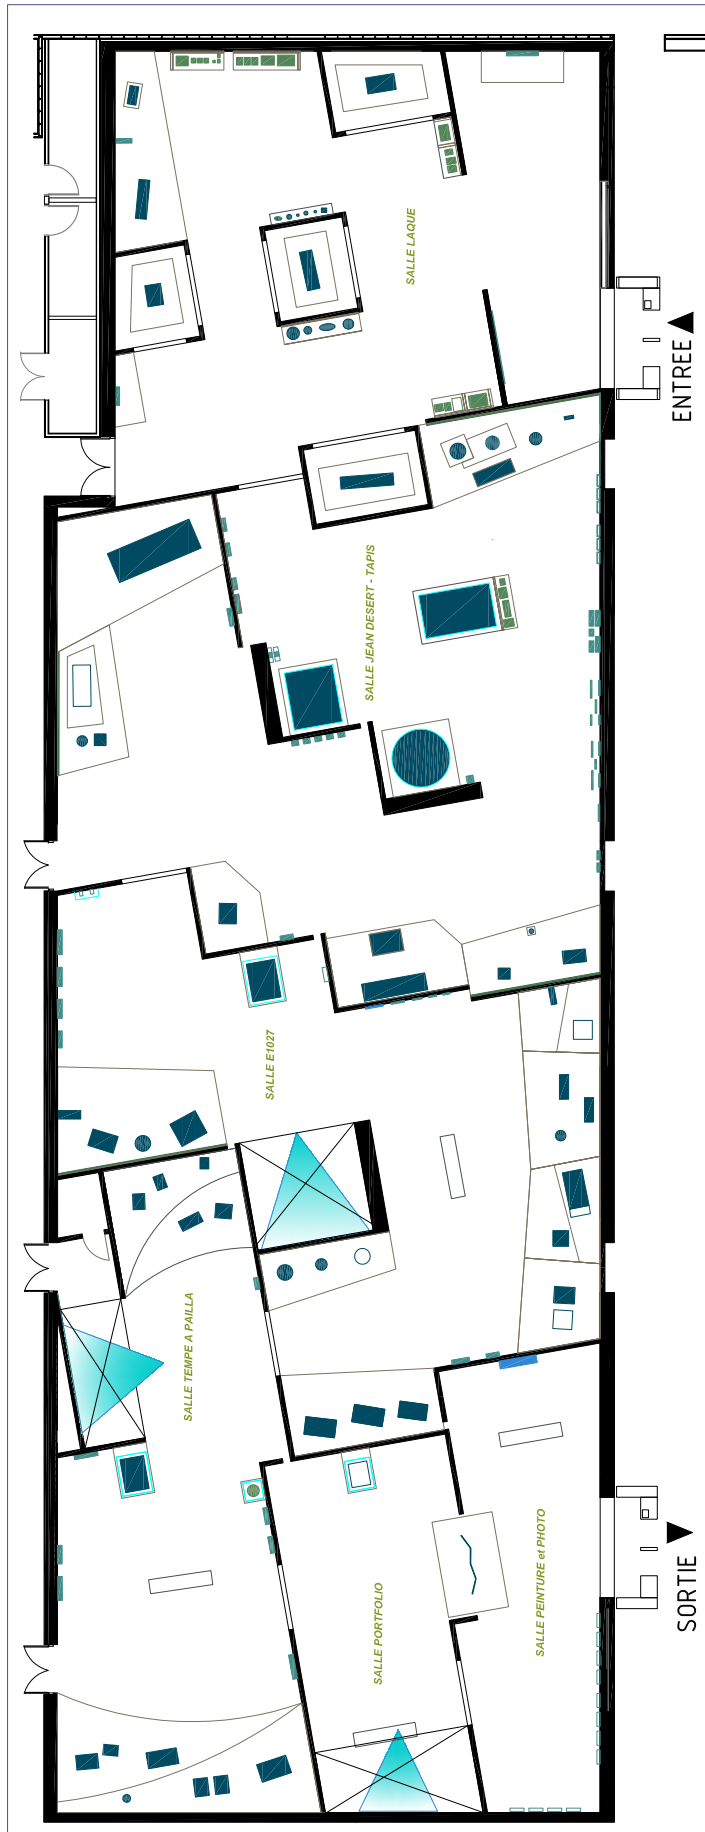 SALLE LAQUE
ENTREE
SALLE JEAN DESERT - TAPIS
SALLE E1027
SALLE TEMPE A PAILLA
SALLE PORTFOLIO
SALLE PEINTURE et PHOTO
SORTIE